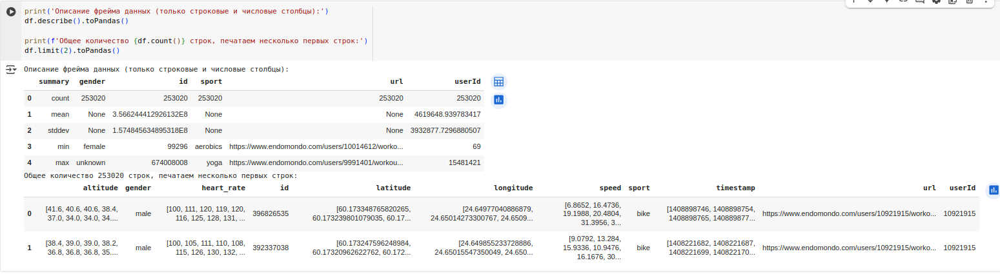 print('Описание фрейма данных (только строковые и числовые столбцы):')
df.describe().toPandas()
print(f'Общее количество {df.count()} строк, печатаем несколько первых строк:')
df.limit(2).toPandas()
Описание фрейма данных (только строковые и числовые столбцы):
summary gender id sport url userId
0 count 253020 253020 253020 253020 253020
1 mean None 3.566244412926132E8 None None 4619648.939783417
2 stddev None 1.574845634895318E8 None None 3932877.7296880507
3 min female 99296 aerobics https://www.endomondo.com/users/10014612/worko... 69
4 max unknown 674008008 yoga https://www.endomondo.com/users/9991401/workou... 15481421
Общее количество 253020 строк, печатаем несколько первых строк:
altitude gender heart_rate id latitude longitude speed sport timestamp url userId
0 [41.6, 40.6, 40.6, 38.4, 37.0, 34.0, 34.0, 34.... male [100, 111, 120, 119, 120, 116, 125, 128, 131, ... 396826535 [60.173348765820265, 60.173239801079035, 60.17... [24.64977040886879, 24.65014273300767, 24.6509... [6.8652, 16.4736, 19.1988, 20.4804, 31.3956, 3... bike [1408898746, 1408898754, 1408898765, 140889877... https://www.endomondo.com/users/10921915/worko... 10921915
1 [38.4, 39.0, 39.0, 38.2, 36.8, 36.8, 36.8, 35.... male [100, 105, 111, 110, 108, 115, 126, 130, 132, ... 392337038 [60.173247596248984, 60.17320962622762, 60.172... [24.649855233728886, 24.65015547350049, 24.650... [9.0792, 13.284, 15.9336, 10.9476, 16.1676, 30... bike [1408221682, 1408221687, 1408221699, 140822170... https://www.endomondo.com/users/10921915/worko... 10921915